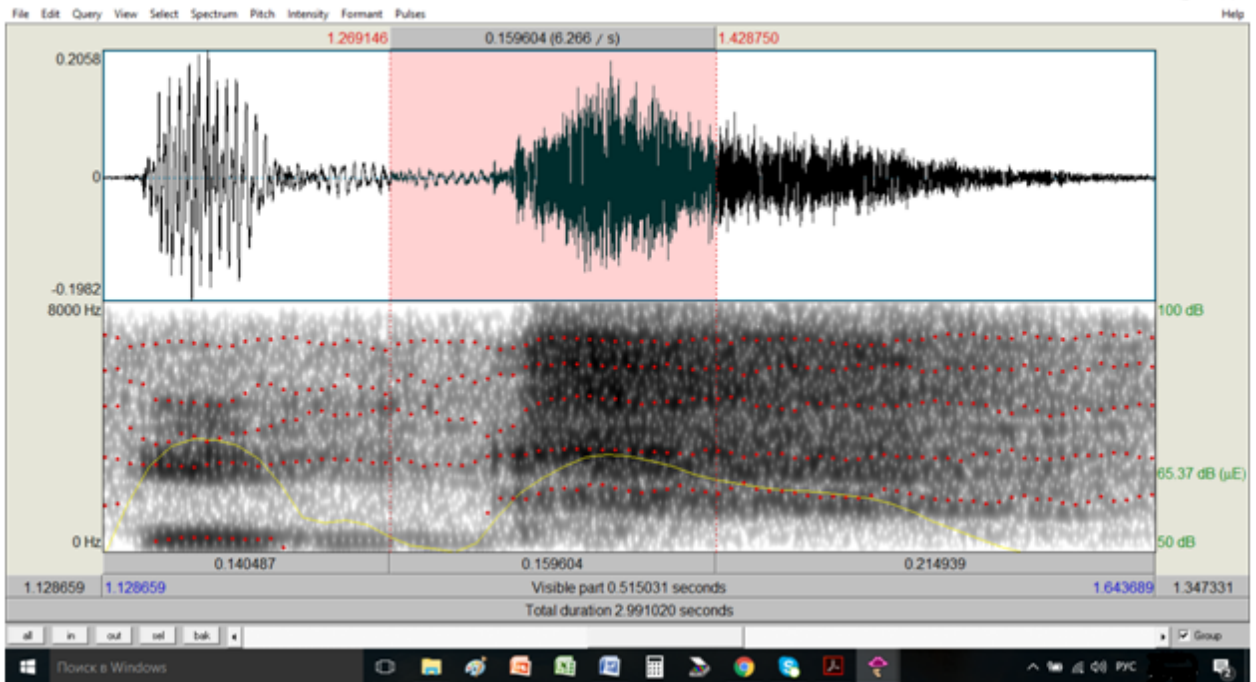 File Edit Query View Select Spectrum Pitch Intensity Formant Pulses Help
1.269146 0.159604 (6.266 / s) 1.428750
0.2058
0
-0.1982
8000 Hz 100 dB
65.37 dB (µE)
0 Hz 50 dB
0.140487 0.159604 0.214939
1.128659 1.128659 Visible part 0.515031 seconds 1.643689 1.347331
Total duration 2.991020 seconds
all in out sel bak Group
Поиск в Windows РУС